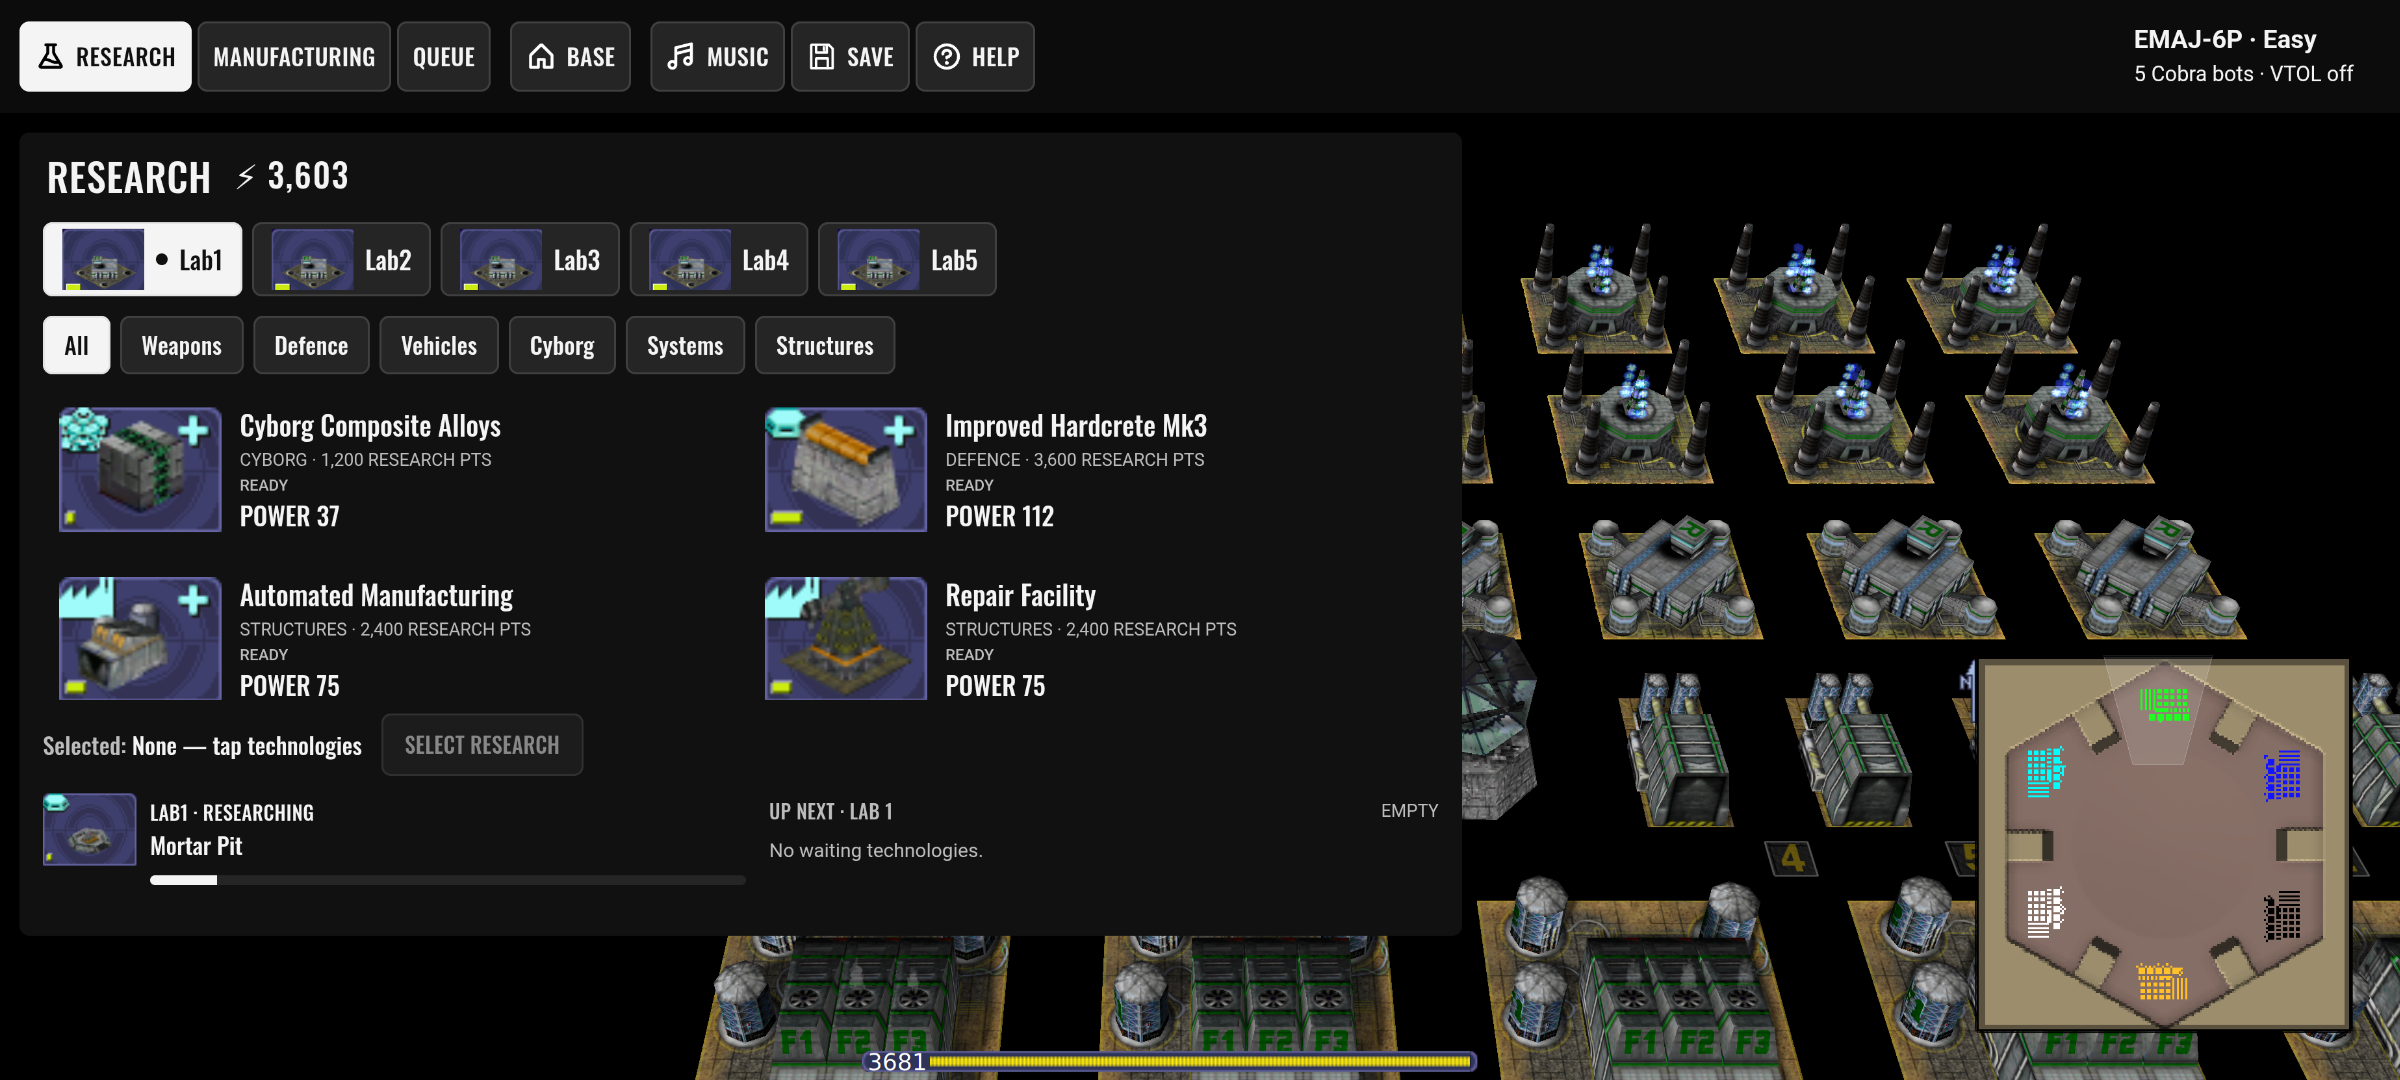 RESEARCH
MANUFACTURING
QUEUE
BASE
MUSIC
SAVE
HELP
EMAJ-6P · Easy
5 Cobra bots · VTOL off
RESEARCH ⚡ 3,603
• Lab1
Lab2
Lab3
Lab4
Lab5
All
Weapons
Defence
Vehicles
Cyborg
Systems
Structures
Cyborg Composite Alloys
CYBORG · 1,200 RESEARCH PTS
READY
POWER 37
Improved Hardcrete Mk3
DEFENCE · 3,600 RESEARCH PTS
READY
POWER 112
Automated Manufacturing
STRUCTURES · 2,400 RESEARCH PTS
READY
POWER 75
Repair Facility
STRUCTURES · 2,400 RESEARCH PTS
READY
POWER 75
Selected: None — tap technologies
SELECT RESEARCH
LAB1 · RESEARCHING
Mortar Pit
UP NEXT · LAB 1
EMPTY
No waiting technologies.
R
R
R
N
4
5
F1 F2 F3
F1 F2 F3
F1 F2 F3
F1 F2 F3
3681